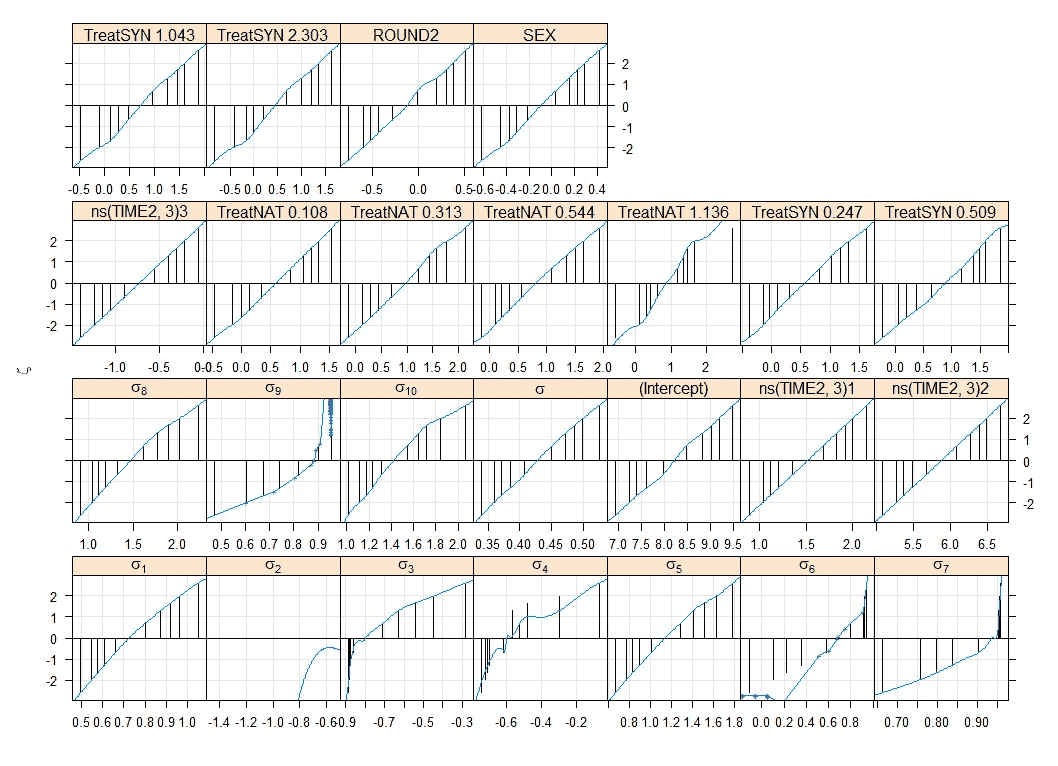 TreatSYN 1.043 TreatSYN 2.303 ROUND2 SEX
2
1
0
-1
-2
-0.5 0.0 0.5 1.0 1.5 -0.5 0.0 0.5 1.0 1.5 -0.5 0.0 0.5 -0.6 -0.4 -0.2 0.0 0.2 0.4
ns(TIME2, 3)3 TreatNAT 0.108 TreatNAT 0.313 TreatNAT 0.544 TreatNAT 1.136 TreatSYN 0.247 TreatSYN 0.509
2
1
0
-1
-2
-1.0 -0.5 0.0 -0.5 0.0 0.5 1.0 1.5 0.0 0.5 1.0 1.5 2.0 0.0 0.5 1.0 1.5 2.0 0 1 2 0.0 0.5 1.0 1.5 0.0 0.5 1.0 1.5
ζ
σ8 σ9 σ10 σ (Intercept) ns(TIME2, 3)1 ns(TIME2, 3)2
2
1
0
-1
-2
1.0 1.5 2.0 0.5 0.6 0.7 0.8 0.9 1.0 1.2 1.4 1.6 1.8 2.0 0.35 0.40 0.45 0.50 7.0 7.5 8.0 8.5 9.0 9.5 1.0 1.5 2.0 5.5 6.0 6.5
σ1 σ2 σ3 σ4 σ5 σ6 σ7
2
1
0
-1
-2
0.5 0.6 0.7 0.8 0.9 1.0 -1.4 -1.2 -1.0 -0.8 -0.6 -0.9 -0.7 -0.5 -0.3 -0.6 -0.4 -0.2 0.8 1.0 1.2 1.4 1.6 1.8 0.0 0.2 0.4 0.6 0.8 0.70 0.80 0.90